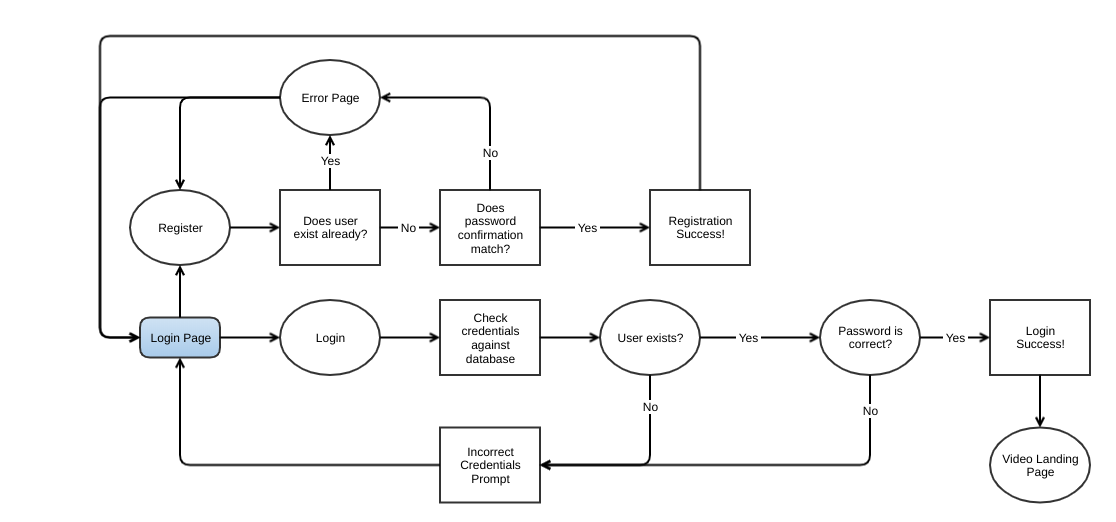 Error Page
No
Yes
Register
Does user
exist already?
No
Does
password
confirmation
match?
Yes
Registration
Success!
Login Page
Login
Check
credentials
against
database
User exists?
Yes
Password is
correct?
Yes
Login
Success!
No
No
Incorrect
Credentials
Prompt
Video Landing
Page